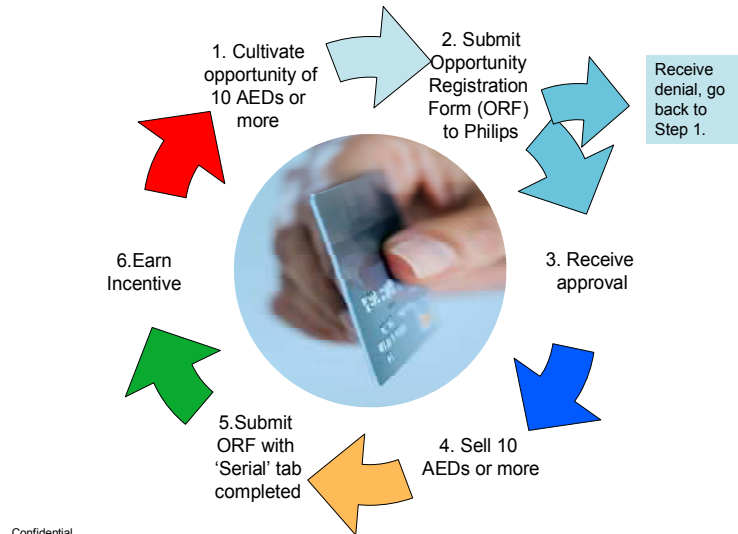 1. Cultivate
opportunity of
10 AEDs or
more
2. Submit
Opportunity
Registration
Form (ORF)
to Philips
Receive
denial, go
back to
Step 1.
3. Receive
approval
4. Sell 10
AEDs or more
5.Submit
ORF with
‘Serial’ tab
completed
6.Earn
Incentive
Confidential